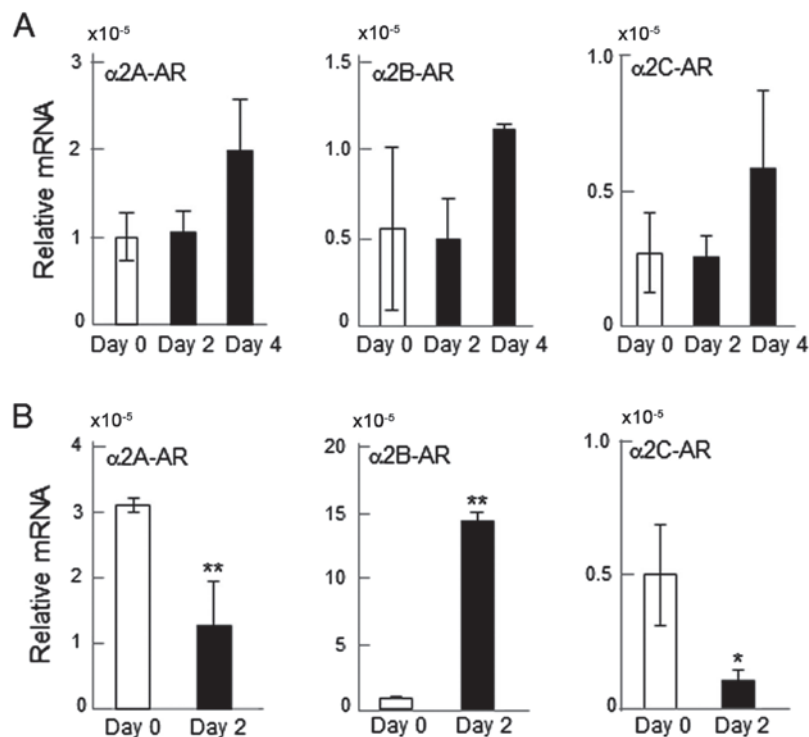 A
x10-5
x10-5
x10-5
α2A-AR
α2B-AR
α2C-AR
Relative mRNA
3
2
1
0
1.5
1.0
0.5
0
1.0
0.5
0
Day 0 Day 2 Day 4
Day 0 Day 2 Day 4
Day 0 Day 2 Day 4
B
x10-5
x10-5
x10-5
α2A-AR
α2B-AR
α2C-AR
Relative mRNA
4
3
2
1
0
20
15
10
5
0
1.0
0.5
0
**
**
*
Day 0 Day 2
Day 0 Day 2
Day 0 Day 2